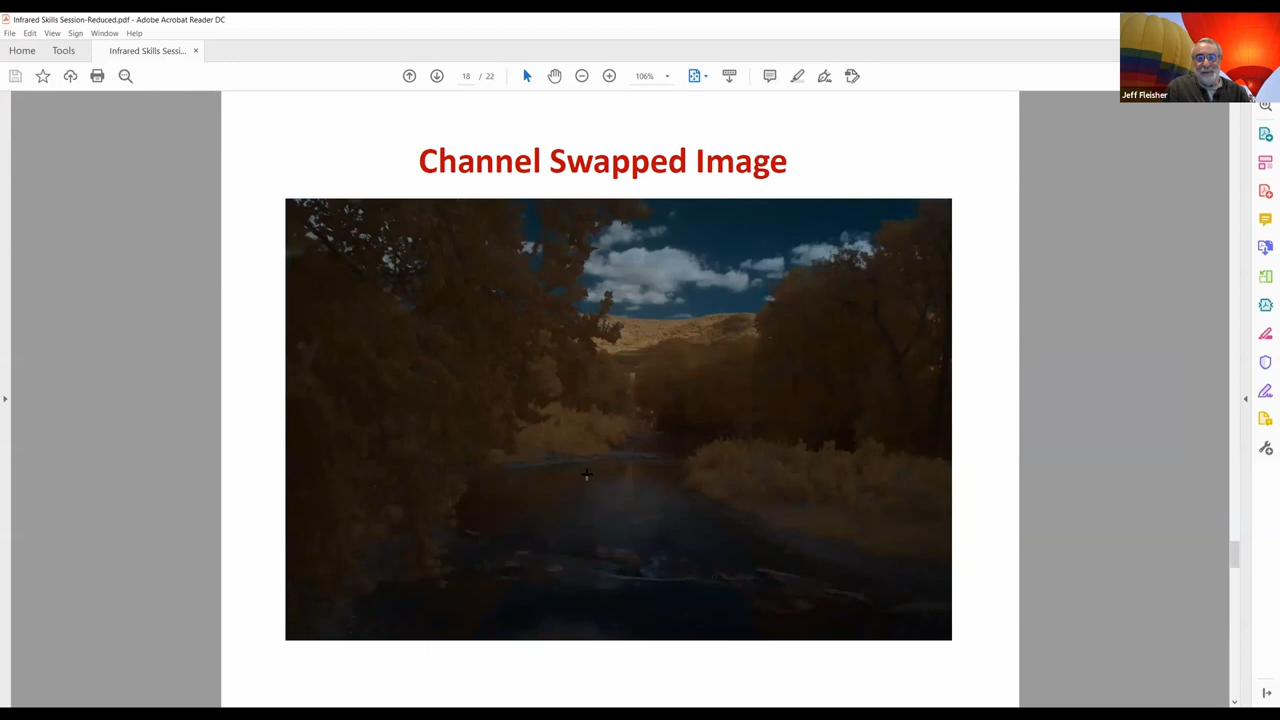 Infrared Skills Session-Reduced.pdf - Adobe Acrobat Reader DC
File Edit View Sign Window Help
Home Tools Infrared Skills Sessi... ×
18 / 22 106%
Jeff Fleisher
Channel Swapped Image